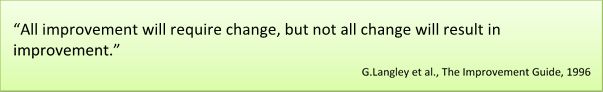 “All improvement will require change, but not all change will result in
improvement.”
G.Langley et al., The Improvement Guide, 1996